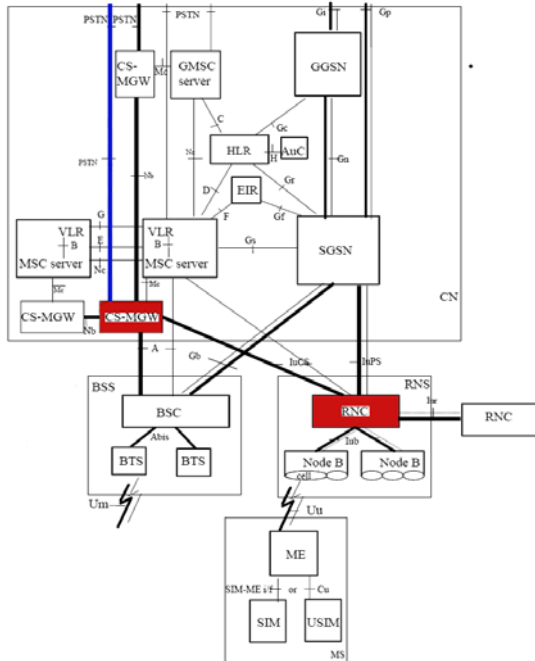 PSTN
Gi
Gp
PSTN
PSTN
CS-
MGW
Mc
GMSC
server
GGSN
C
Gc
PSTN
Nb
Nc
HLR
H
AuC
Gn
D
EIR
Gr
F
Gf
G
VLR
B
E
MSC server
Nc
VLR
B
MSC server
Gs
SGSN
Mc
Mc
CN
CS-MGW
Nb
CS-MGW
A
Gb
IuCS
IuPS
BSS
RNS
BSC
RNC
Iur
RNC
Abis
Iub
BTS
BTS
Node B
Node B
cell
Um
Uu
ME
SIM-ME i/f
or
Cu
SIM
USIM
MS